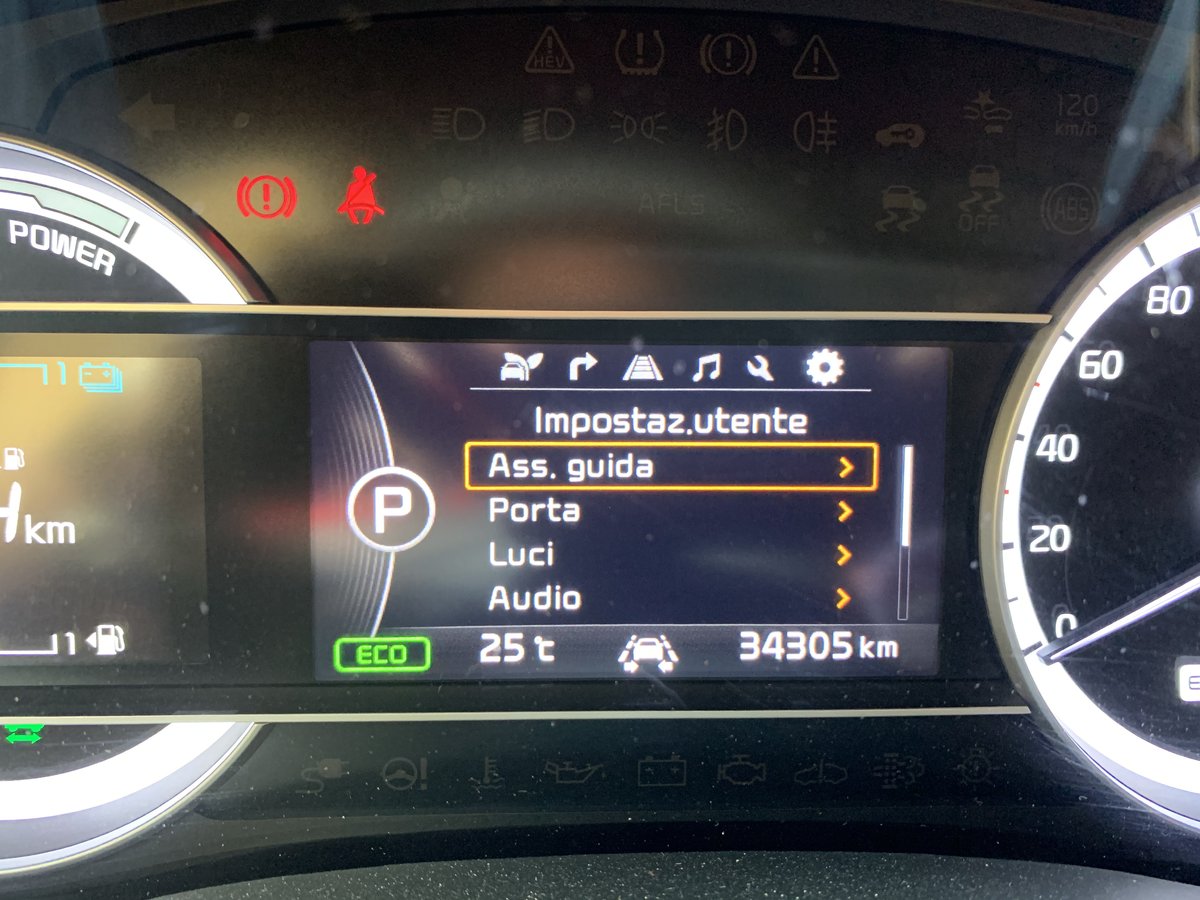 HEV
120
km/h
AFLS
OFF
ABS
POWER
80
60
40
20
0
Impostaz.utente
Ass. guida
Porta
Luci
Audio
P
km
ECO
25 ℃
34305 km